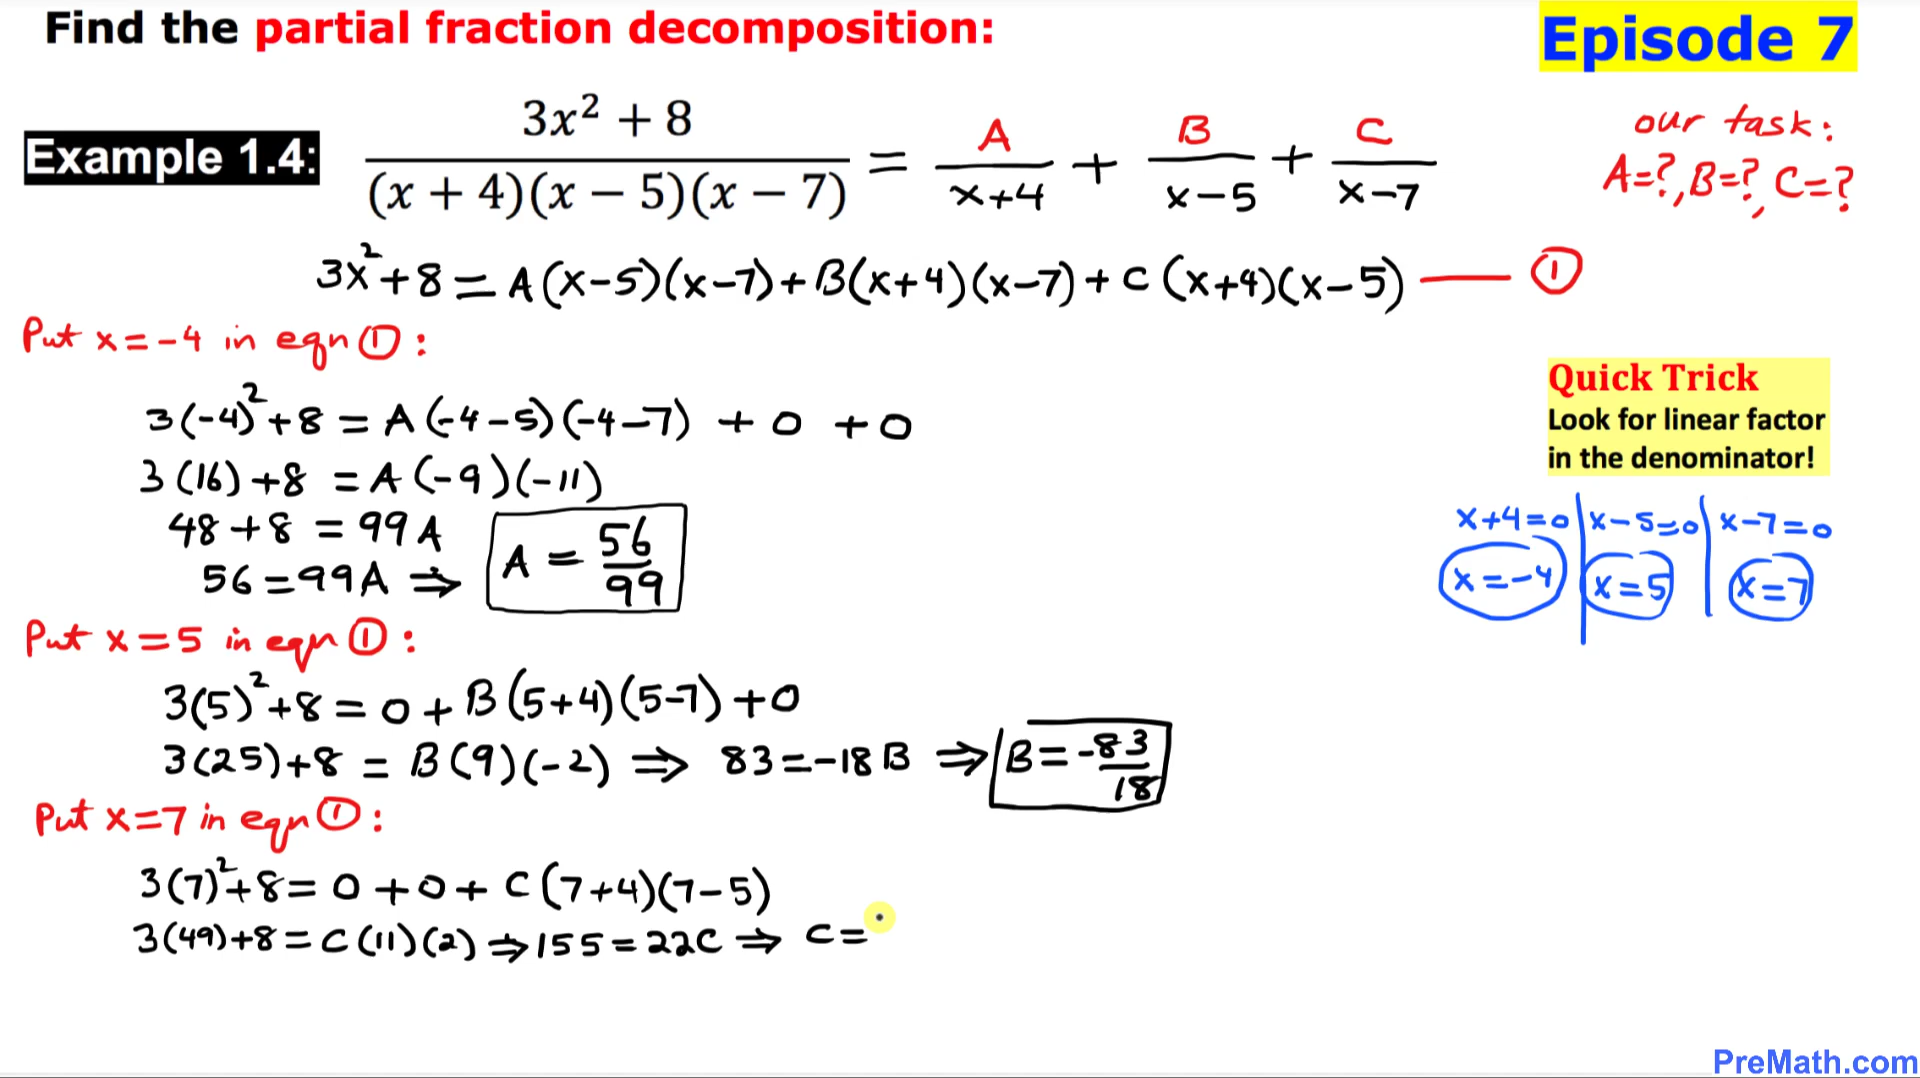 Find the partial fraction decomposition:
Episode 7
Example 1.4: (3x² + 8)/((x + 4)(x − 5)(x − 7)) = A/(x+4) + B/(x−5) + C/(x−7)
our task:
A=?, B=?, C=?
3x²+8 = A(x−5)(x−7) + B(x+4)(x−7) + C(x+4)(x−5) —— ①
Put x=−4 in eqn ①:
3(−4)²+8 = A(−4−5)(−4−7) + 0 + 0
3(16)+8 = A(−9)(−11)
48+8 = 99A
56=99A ⇒ A = 56/99
Quick Trick
Look for linear factor
in the denominator!
x+4=0 | x−5=0 | x−7=0
x=−4 | x=5 | x=7
Put x=5 in eqn ①:
3(5)²+8 = 0 + B(5+4)(5−7)+0
3(25)+8 = B(9)(−2) ⇒ 83=−18B ⇒ B=−83/18
Put x=7 in eqn ①:
3(7)²+8= 0 + 0 + C(7+4)(7−5)
3(49)+8 = C(11)(2) ⇒ 155=22C ⇒ C=
PreMath.com